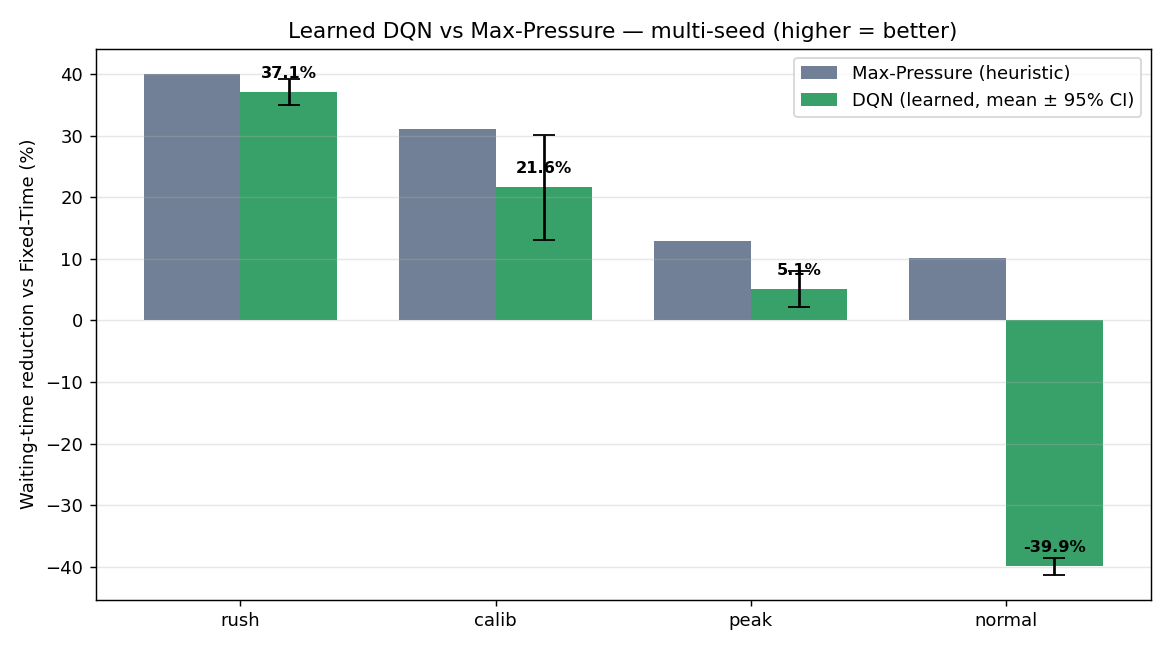 Learned DQN vs Max-Pressure — multi-seed (higher = better)
Max-Pressure (heuristic)
DQN (learned, mean ± 95% CI)
Waiting-time reduction vs Fixed-Time (%)
40
30
20
10
0
−10
−20
−30
−40
37.1%
21.6%
5.1%
-39.9%
rush
calib
peak
normal